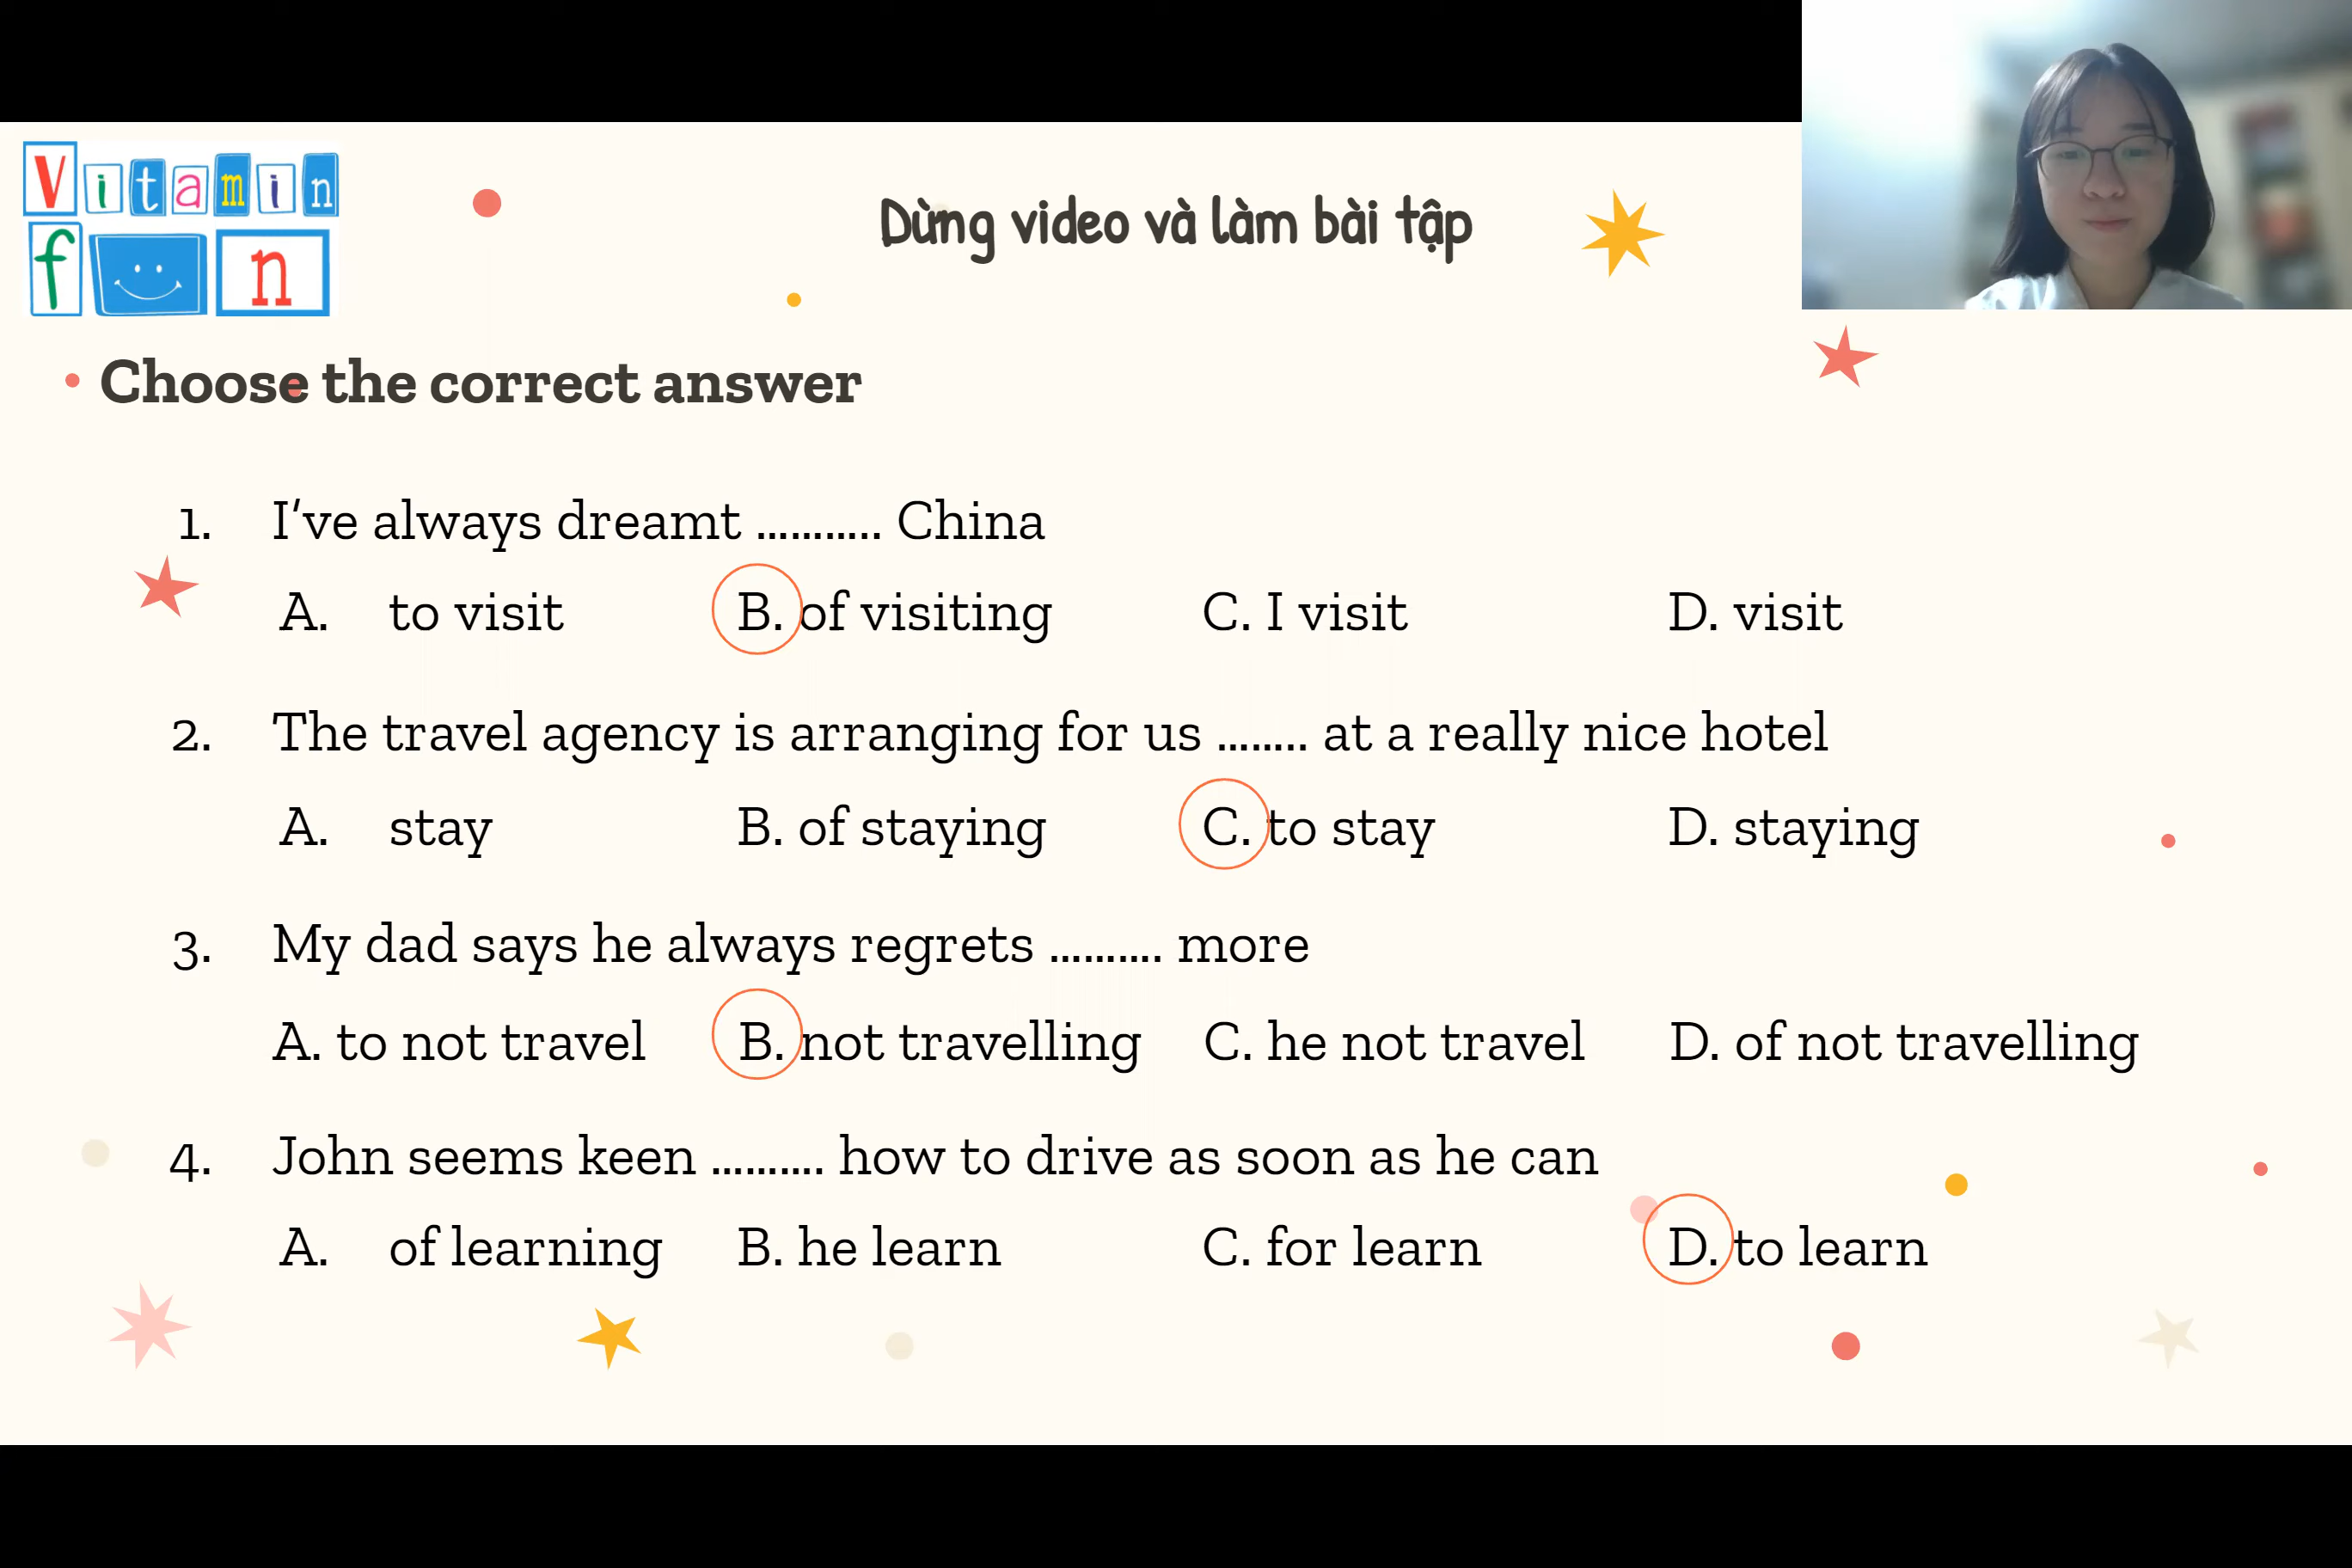 Vitamin
fun
Dừng video và làm bài tập
Choose the correct answer
1. I've always dreamt ........... China
A. to visit B. of visiting C. I visit D. visit
2. The travel agency is arranging for us ........ at a really nice hotel
A. stay B. of staying C. to stay D. staying
3. My dad says he always regrets .......... more
A. to not travel B. not travelling C. he not travel D. of not travelling
4. John seems keen .......... how to drive as soon as he can
A. of learning B. he learn C. for learn D. to learn